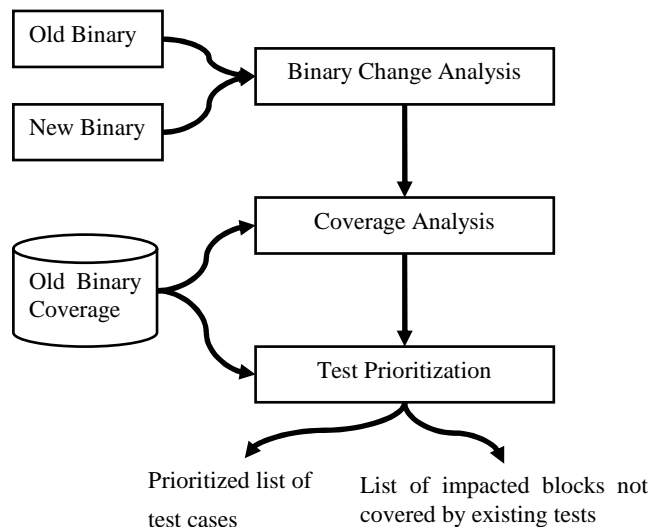 Old Binary
Binary Change Analysis
New Binary
Coverage Analysis
Old Binary
Coverage
Test Prioritization
Prioritized list of
test cases
List of impacted blocks not
covered by existing tests